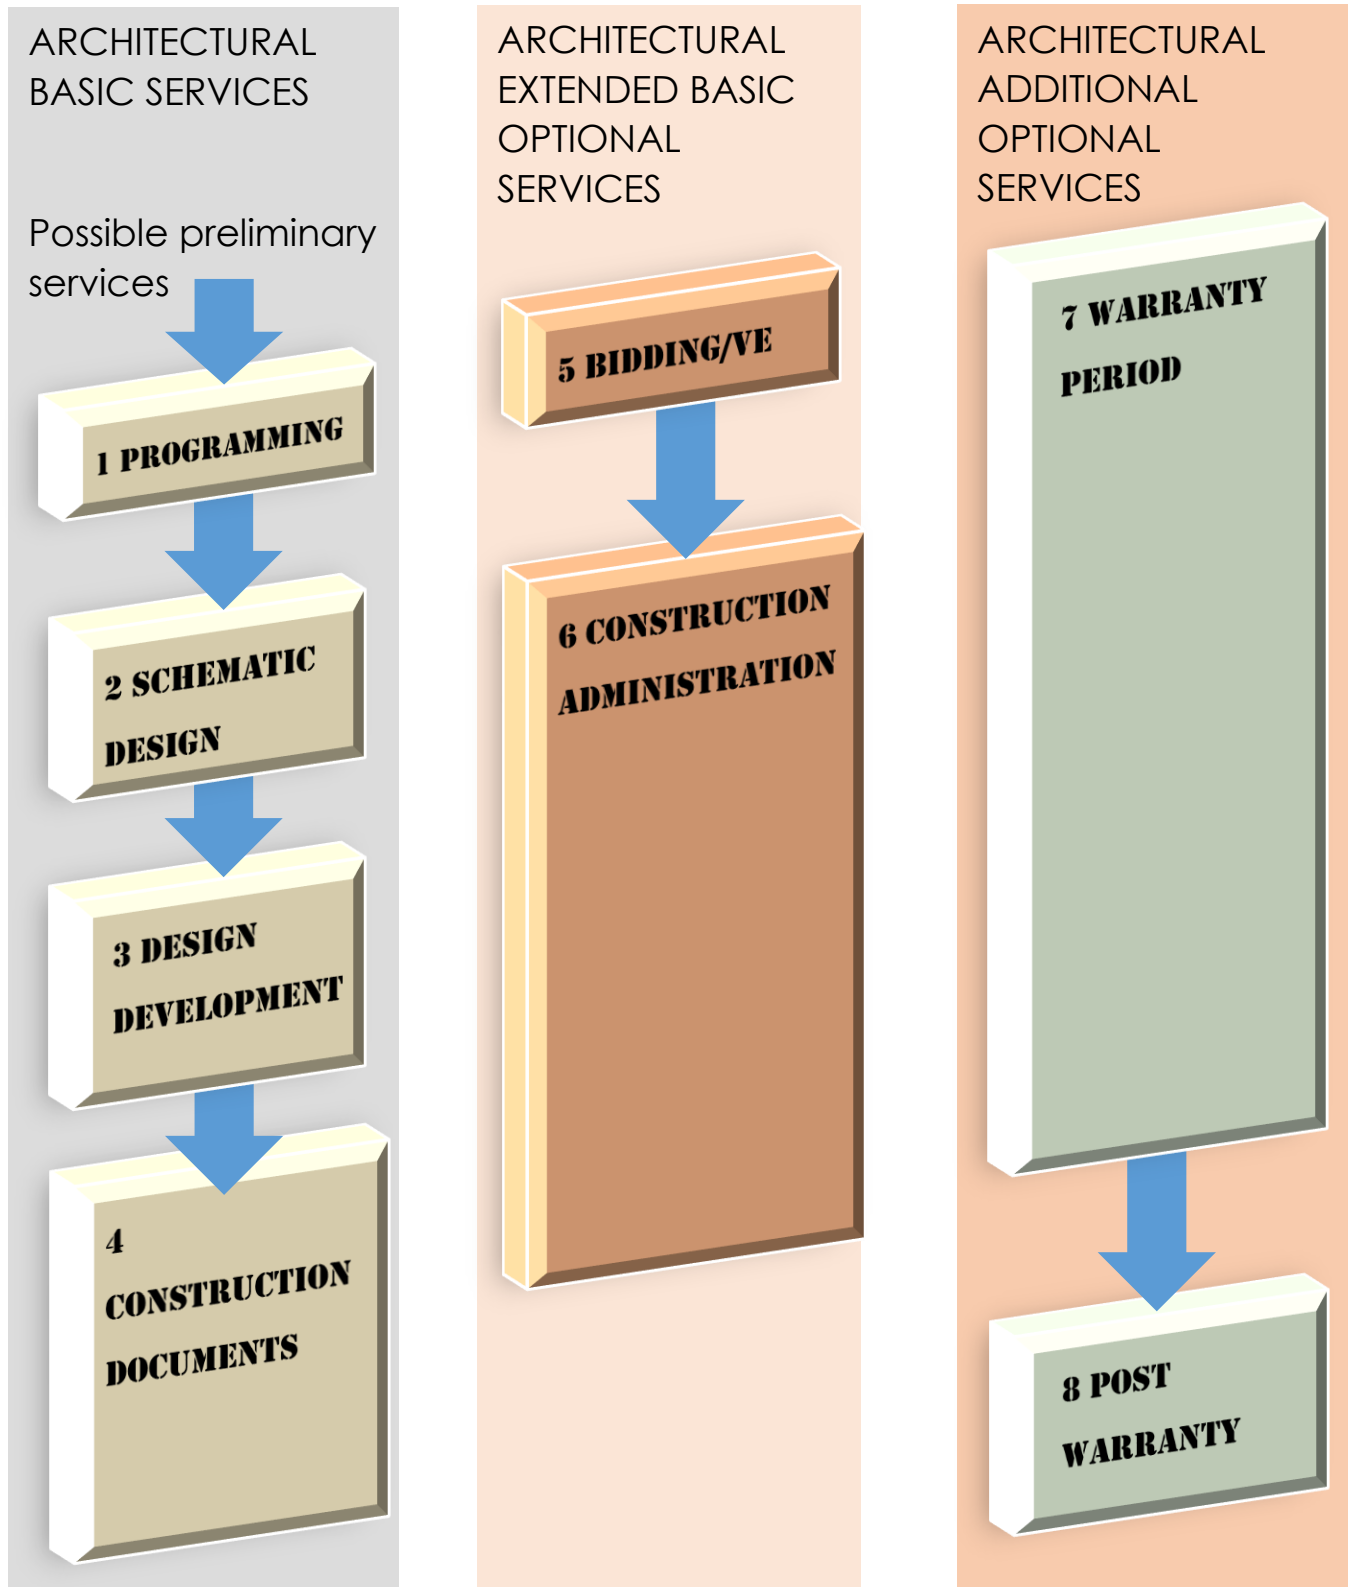 ARCHITECTURAL
BASIC SERVICES
Possible preliminary
services
1 PROGRAMMING
2 SCHEMATIC
DESIGN
3 DESIGN
DEVELOPMENT
4
CONSTRUCTION
DOCUMENTS
ARCHITECTURAL
EXTENDED BASIC
OPTIONAL
SERVICES
5 BIDDING/VE
6 CONSTRUCTION
ADMINISTRATION
ARCHITECTURAL
ADDITIONAL
OPTIONAL
SERVICES
7 WARRANTY
PERIOD
8 POST
WARRANTY